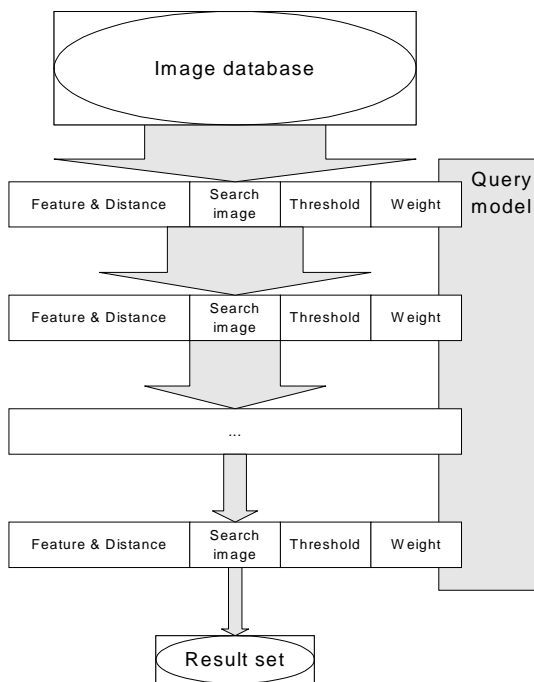 Image database
Query
model
Feature & Distance
Search
image
Threshold
Weight
Feature & Distance
Search
image
Threshold
Weight
...
Feature & Distance
Search
image
Threshold
Weight
Result set